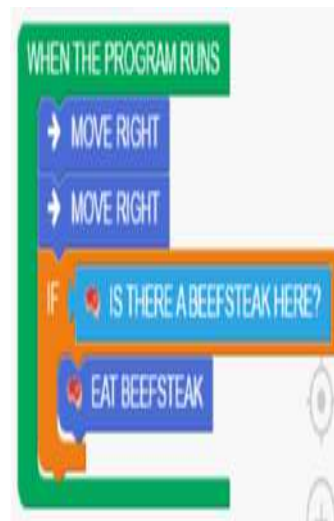 WHEN THE PROGRAM RUNS
MOVE RIGHT
MOVE RIGHT
IF IS THERE A BEEFSTEAK HERE?
EAT BEEFSTEAK